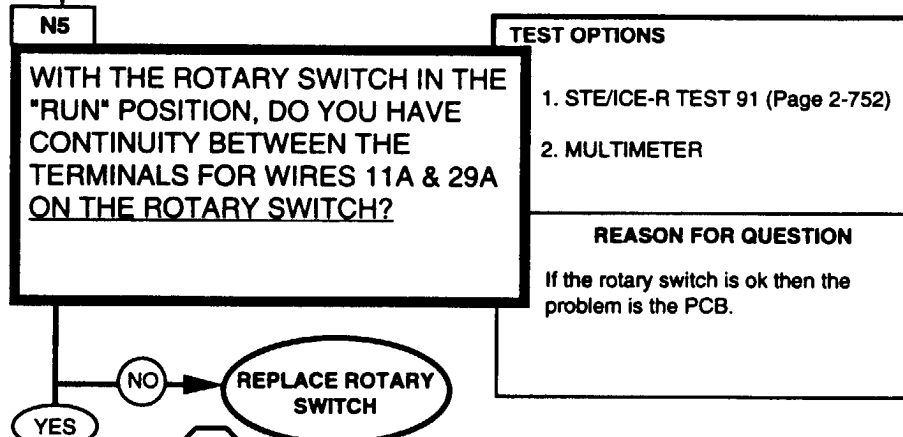 N5
WITH THE ROTARY SWITCH IN THE
"RUN" POSITION, DO YOU HAVE
CONTINUITY BETWEEN THE
TERMINALS FOR WIRES 11A & 29A
ON THE ROTARY SWITCH?
TEST OPTIONS
1. STE/ICE-R TEST 91 (Page 2-752)
2. MULTIMETER
REASON FOR QUESTION
If the rotary switch is ok then the
problem is the PCB.
NO
REPLACE ROTARY
SWITCH
YES